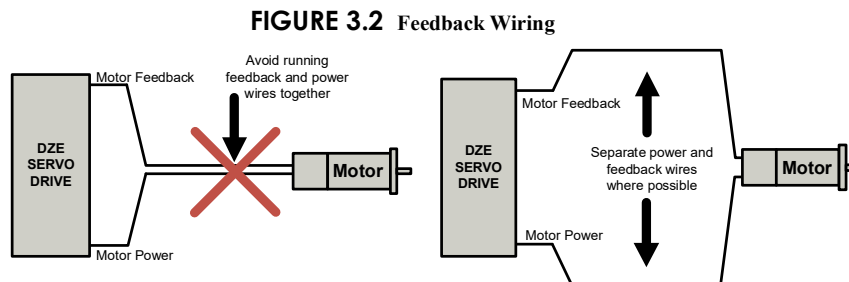 FIGURE 3.2 Feedback Wiring
Avoid running
feedback and power
wires together
Motor Feedback
DZE
SERVO
DRIVE
Motor
Motor Power
Motor Feedback
DZE
SERVO
DRIVE
Separate power and
feedback wires
where possible
Motor
Motor Power